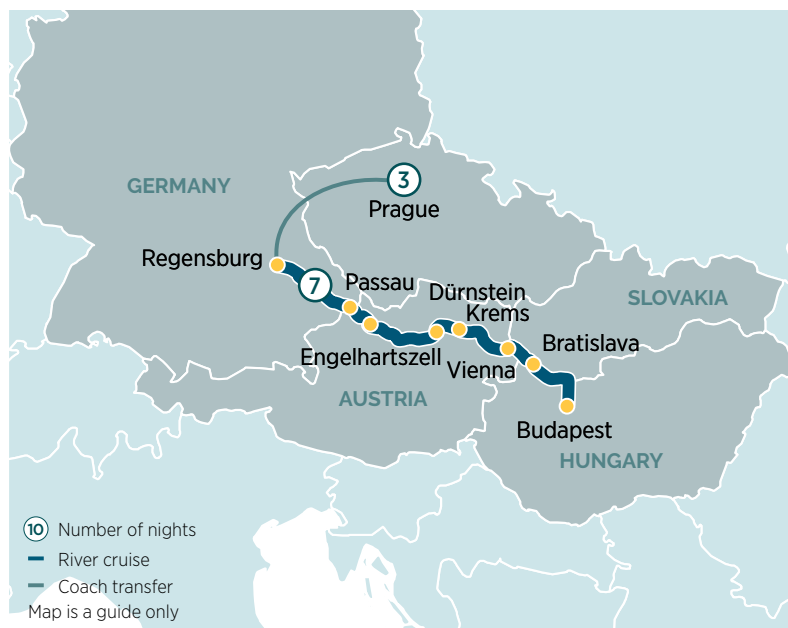 GERMANY
3
Prague
Regensburg
7
Passau
Dürnstein
Krems
SLOVAKIA
Engelhartszell
Vienna
Bratislava
AUSTRIA
Budapest
HUNGARY
10 Number of nights
River cruise
Coach transfer
Map is a guide only